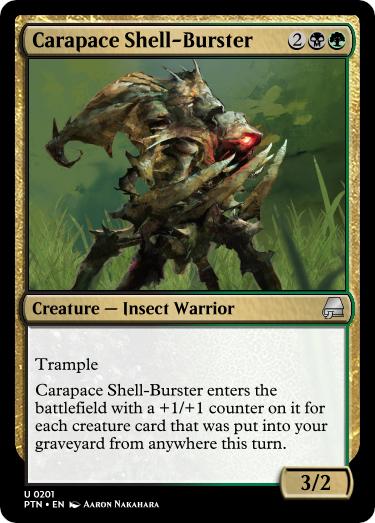 Carapace Shell-Burster 2
Creature — Insect Warrior
Trample
Carapace Shell-Burster enters the
battlefield with a +1/+1 counter on it for
each creature card that was put into your
graveyard from anywhere this turn.
3/2
U 0201
PTN • EN Aaron Nakahara